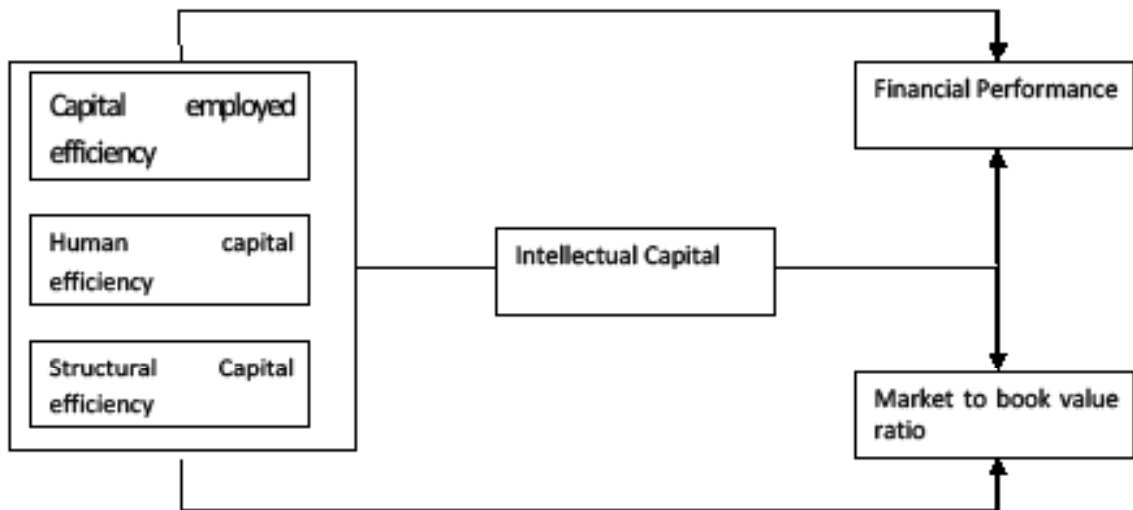 Capital employed
efficiency
Human capital
efficiency
Structural Capital
efficiency
Intellectual Capital
Financial Performance
Market to book value
ratio